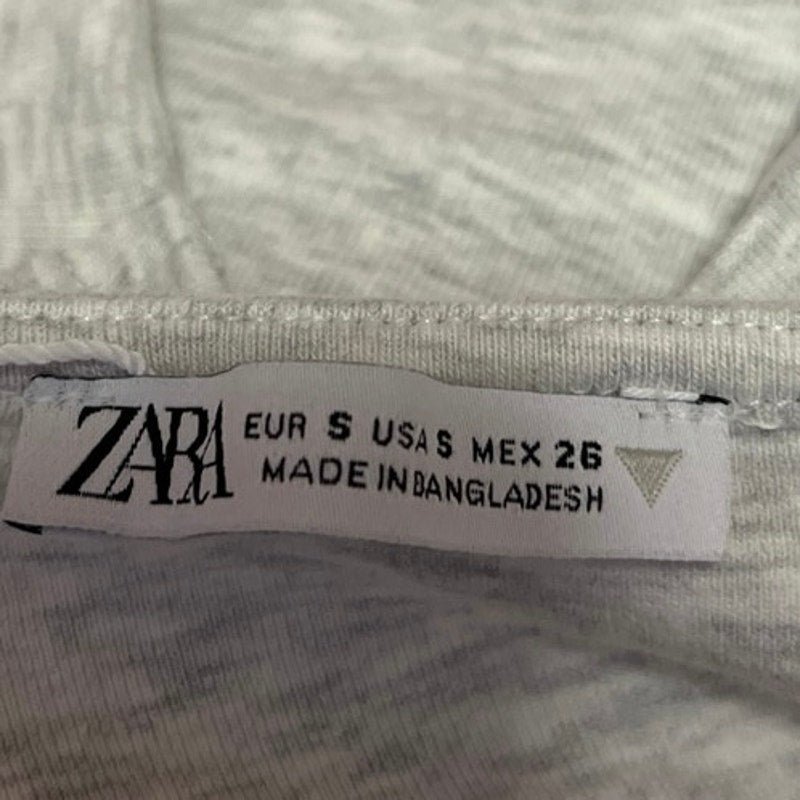 ZARA
EUR S USA S MEX 26
MADE IN BANGLADESH